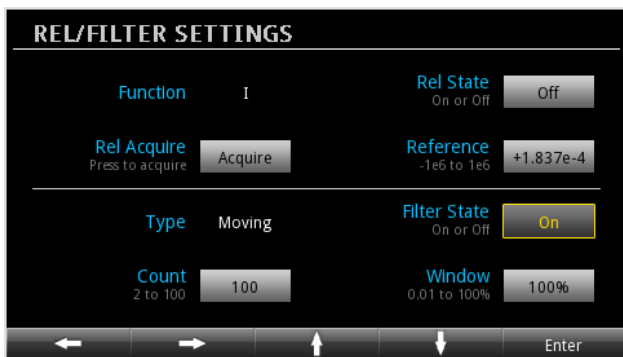 REL/FILTER SETTINGS
Function I
Rel State
On or Off
Off
Rel Acquire
Press to acquire
Acquire
Reference
-1e6 to 1e6
+1.837e-4
Type Moving
Filter State
On or Off
On
Count
2 to 100
100
Window
0.01 to 100%
100%
Enter